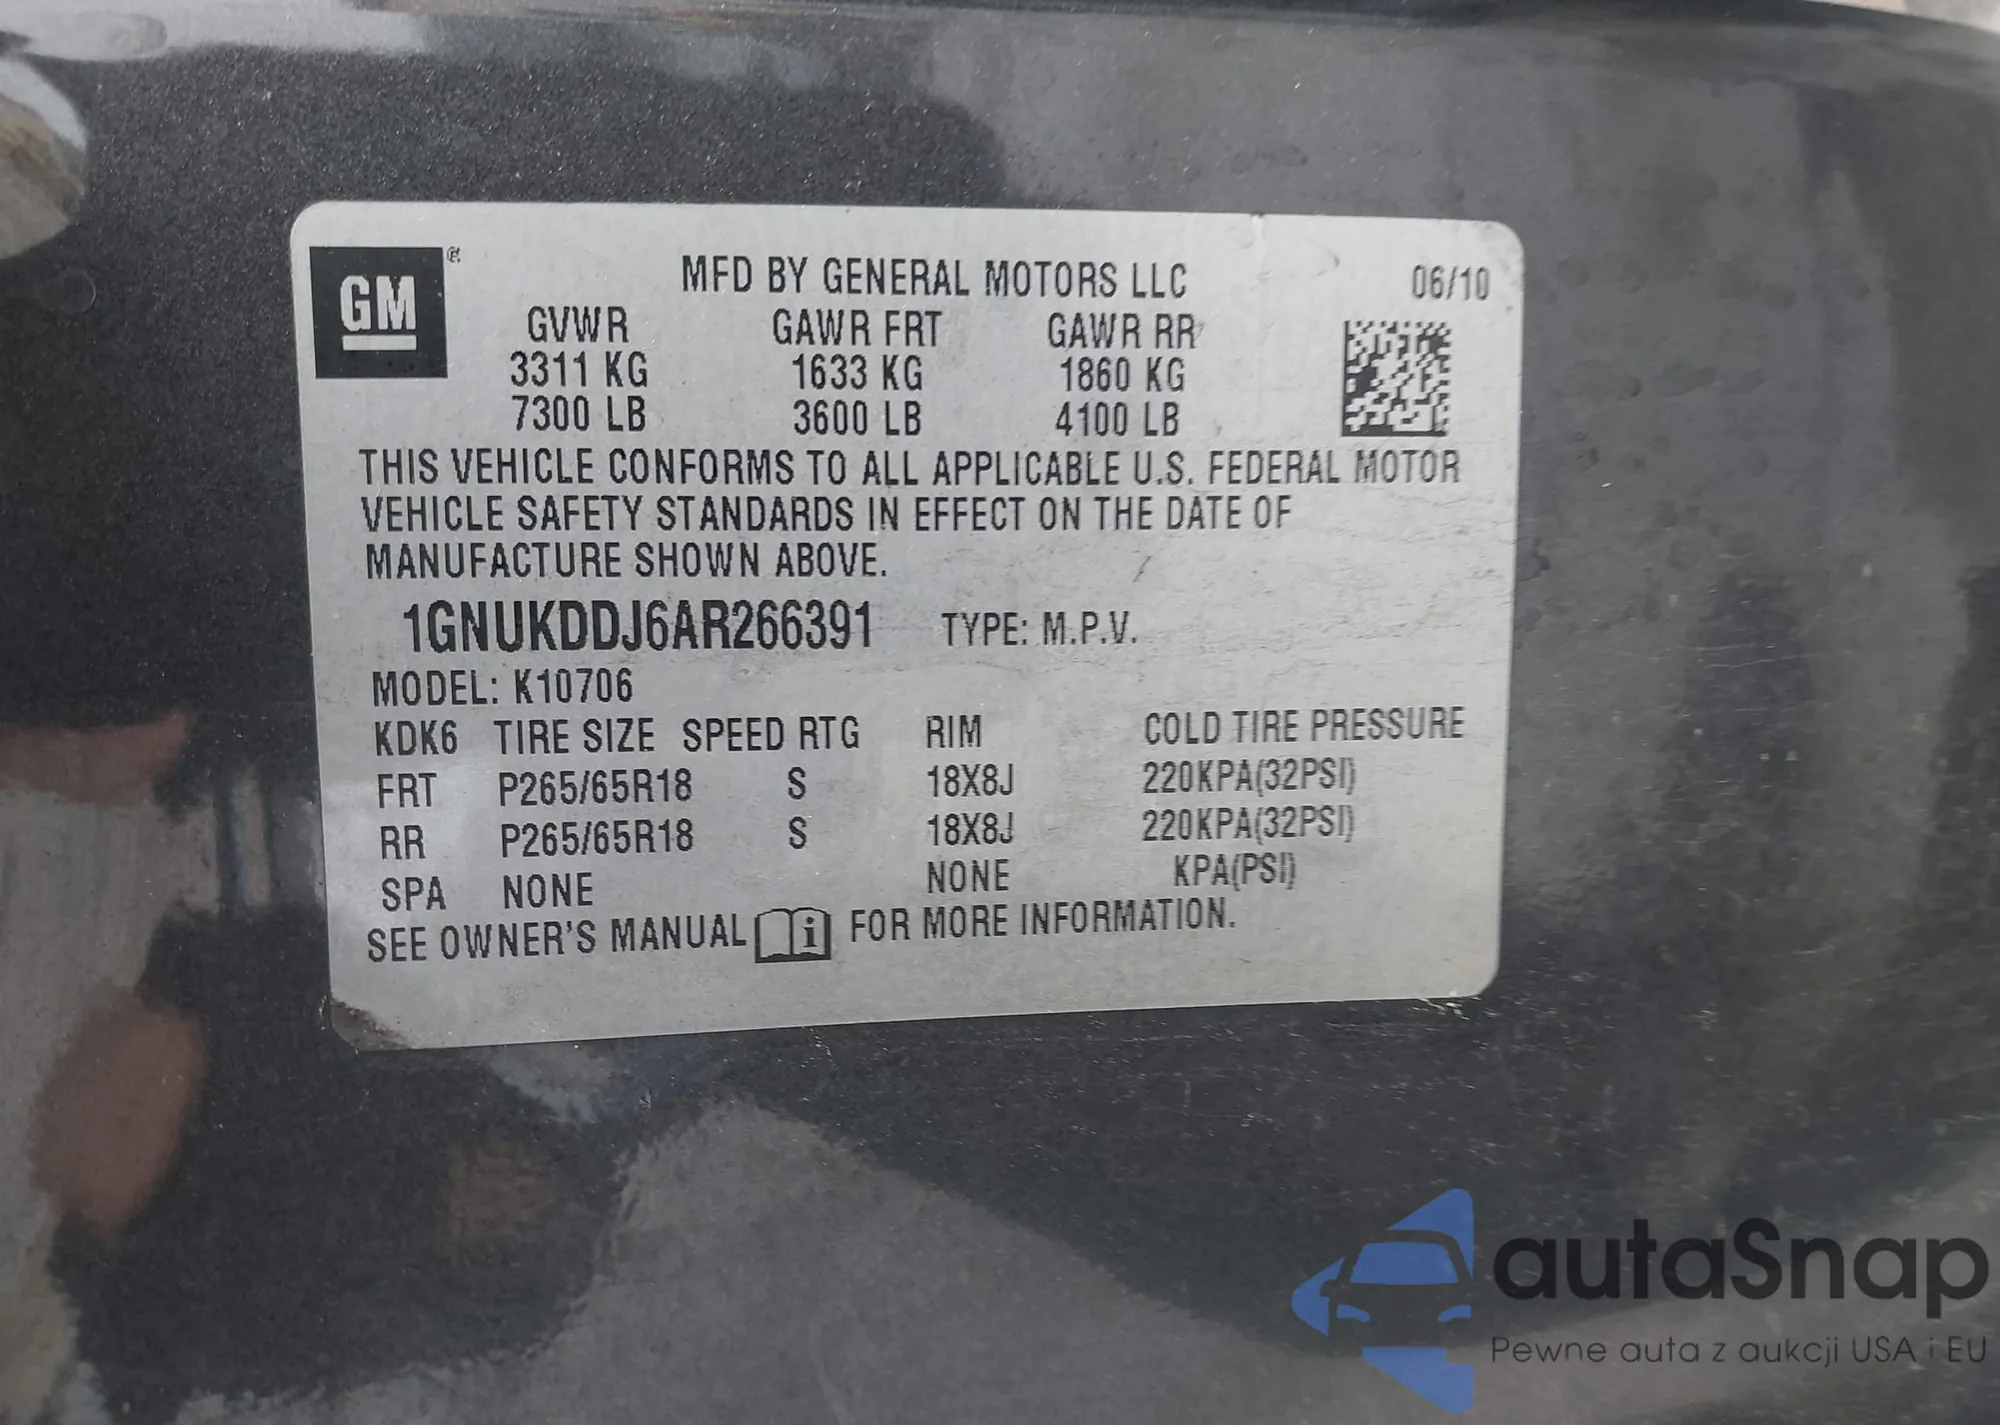 GM®
MFD BY GENERAL MOTORS LLC 06/10
GVWR GAWR FRT GAWR RR
3311 KG 1633 KG 1860 KG
7300 LB 3600 LB 4100 LB
THIS VEHICLE CONFORMS TO ALL APPLICABLE U.S. FEDERAL MOTOR
VEHICLE SAFETY STANDARDS IN EFFECT ON THE DATE OF
MANUFACTURE SHOWN ABOVE.
1GNUKDDJ6AR266391 TYPE: M.P.V.
MODEL: K10706
KDK6 TIRE SIZE SPEED RTG RIM COLD TIRE PRESSURE
FRT P265/65R18 S 18X8J 220KPA(32PSI)
RR P265/65R18 S 18X8J 220KPA(32PSI)
SPA NONE NONE KPA(PSI)
SEE OWNER'S MANUAL i FOR MORE INFORMATION.
autaSnap
Pewne auta z aukcji USA i EU